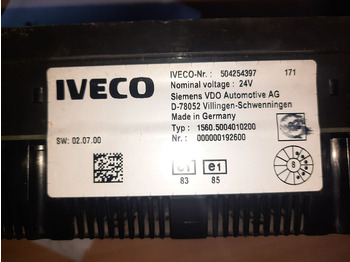 IVECO
SW: 02.07.00
IVECO-Nr.: 504254397 171
Nominal voltage : 24V
Siemens VDO Automotive AG
D-78052 Villingen-Schwenningen
Made in Germany
Typ : 1560.5004010200
Nr.: 000000192600
e1 e1
83 85
8